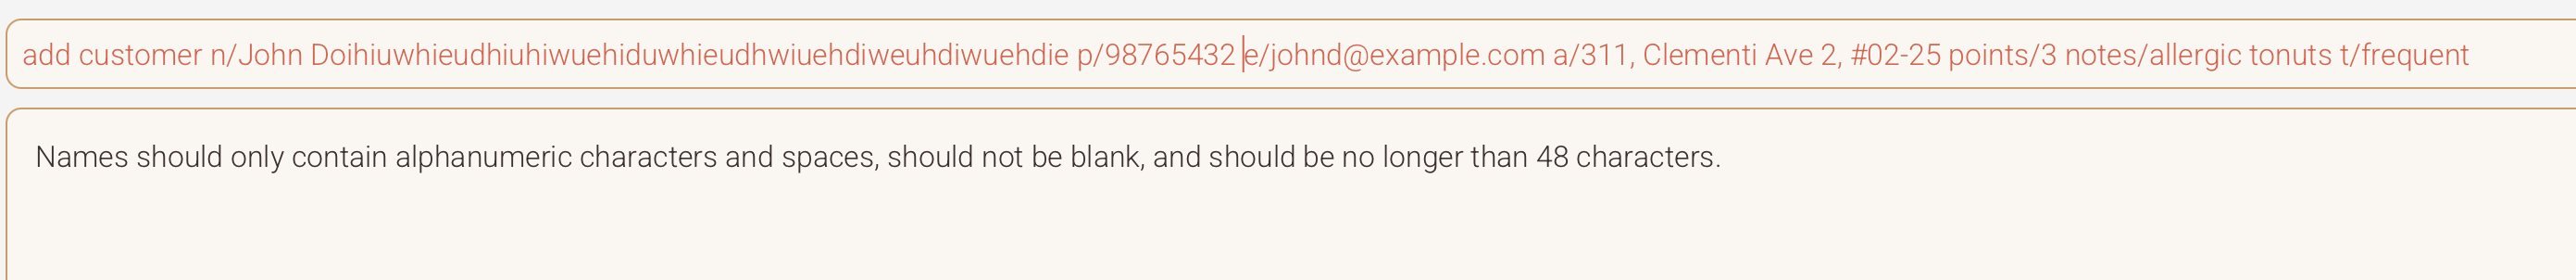 add customer n/John Doihiuwhieudhiuhiwuehiduwhieudhwiuehdiweuhdiwuehdie p/98765432 e/johnd@example.com a/311, Clementi Ave 2, #02-25 points/3 notes/allergic tonuts t/frequent
Names should only contain alphanumeric characters and spaces, should not be blank, and should be no longer than 48 characters.